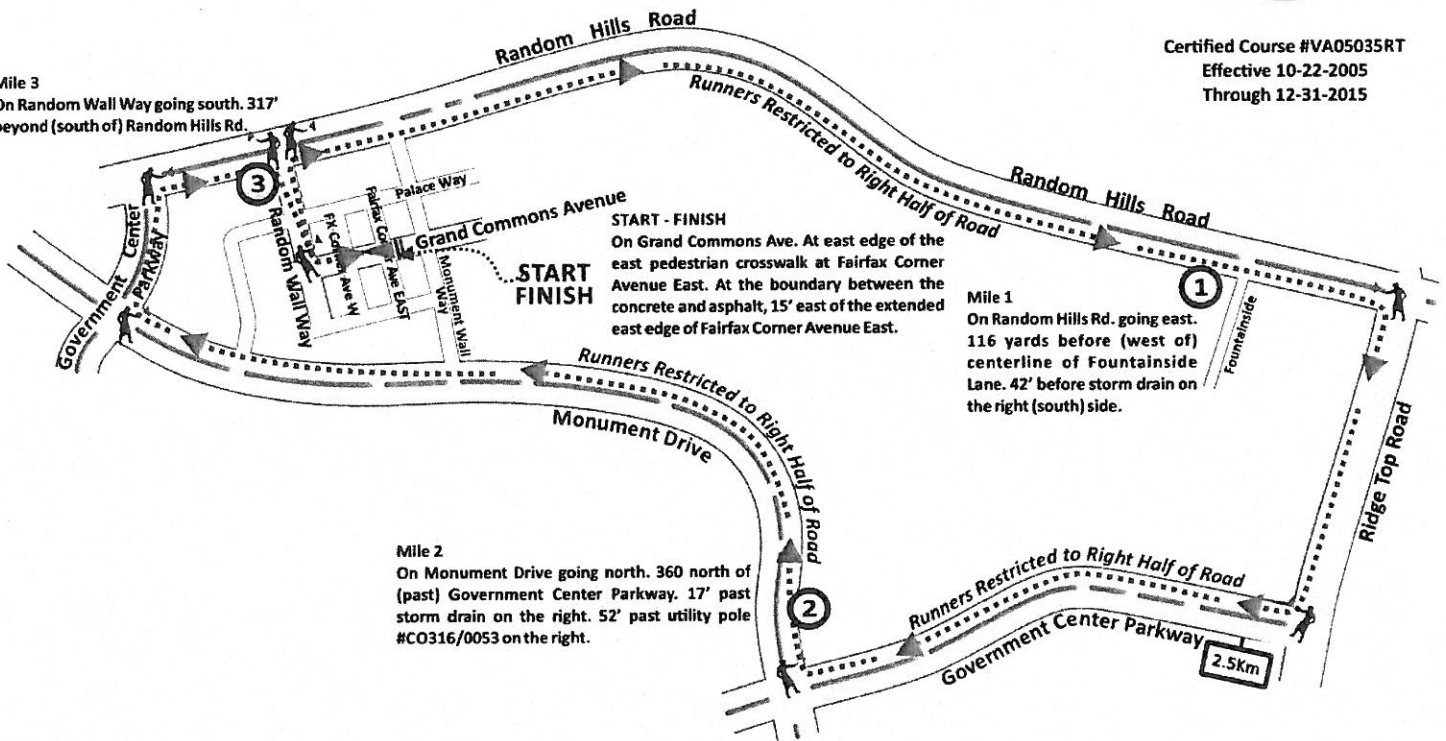 Random Hills Road
Certified Course #VA05035RT
Effective 10-22-2005
Through 12-31-2015
Mile 3
On Random Wall Way going south. 317'
beyond (south of) Random Hills Rd.
Runners Restricted to Right Half of Road
Random Hills Road
3
Government Center Parkway
Random Wall Way
FX Corner Ave W
Fairfax Cor Ave EAST
Palace Way
Grand Commons Avenue
Monument Wall Way
START
FINISH
START - FINISH
On Grand Commons Ave. At east edge of the
east pedestrian crosswalk at Fairfax Corner
Avenue East. At the boundary between the
concrete and asphalt, 15' east of the extended
east edge of Fairfax Corner Avenue East.
1
Mile 1
On Random Hills Rd. going east.
116 yards before (west of)
centerline of Fountainside
Lane. 42' before storm drain on
the right (south) side.
Fountainside
Ridge Top Road
Runners Restricted to Right Half of Road
Monument Drive
Mile 2
On Monument Drive going north. 360 north of
(past) Government Center Parkway. 17' past
storm drain on the right. 52' past utility pole
#CO316/0053 on the right.
2
Runners Restricted to Right Half of Road
Government Center Parkway
2.5Km